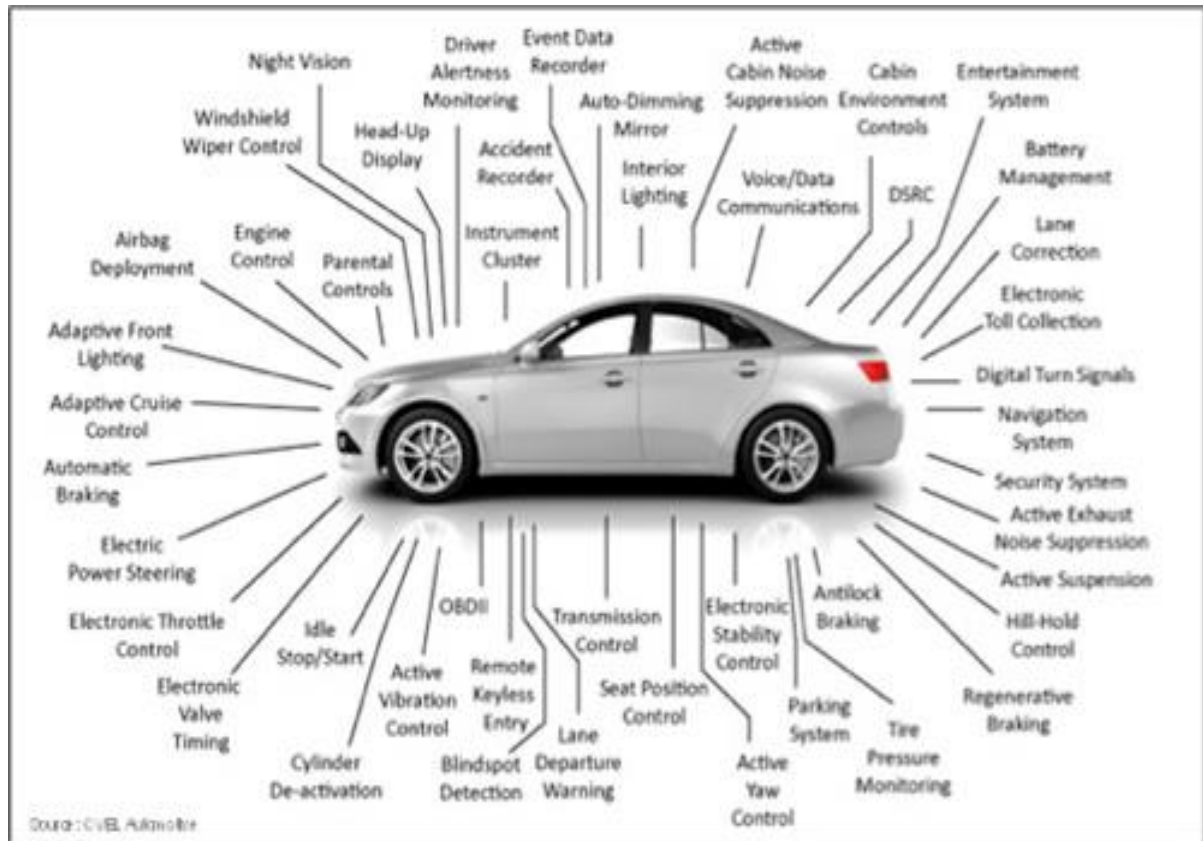 Night Vision
Driver
Alertness
Monitoring
Event Data
Recorder
Active
Cabin Noise
Suppression
Cabin
Environment
Controls
Entertainment
System
Windshield
Wiper Control
Head-Up
Display
Accident
Recorder
Auto-Dimming
Mirror
Interior
Lighting
Voice/Data
Communications
DSRC
Battery
Management
Airbag
Deployment
Engine
Control
Parental
Controls
Instrument
Cluster
Lane
Correction
Electronic
Toll Collection
Adaptive Front
Lighting
Digital Turn Signals
Adaptive Cruise
Control
Navigation
System
Automatic
Braking
Security System
Electric
Power Steering
Active Exhaust
Noise Suppression
Active Suspension
Electronic Throttle
Control
Idle
Stop/Start
OBDII
Transmission
Control
Electronic
Stability
Control
Antilock
Braking
Hill-Hold
Control
Electronic
Valve
Timing
Active
Vibration
Control
Remote
Keyless
Entry
Seat Position
Control
Parking
System
Regenerative
Braking
Cylinder
De-activation
Blindspot
Detection
Lane
Departure
Warning
Active
Yaw
Control
Tire
Pressure
Monitoring
Source: CVEL Automotive